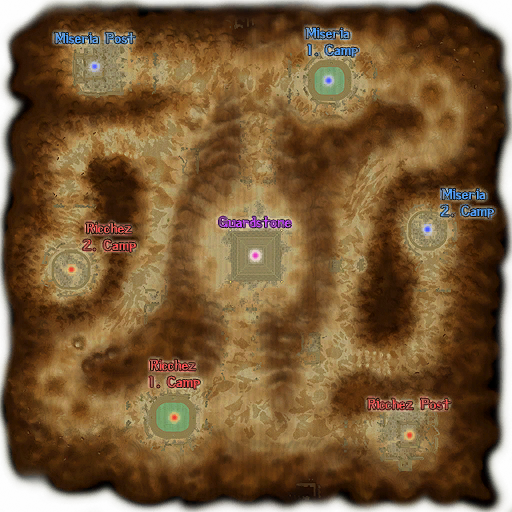 Miseria Post
Miseria
1. Camp
Miseria
2. Camp
Guardstone
Ricchez
2. Camp
Ricchez
1. Camp
Ricchez Post